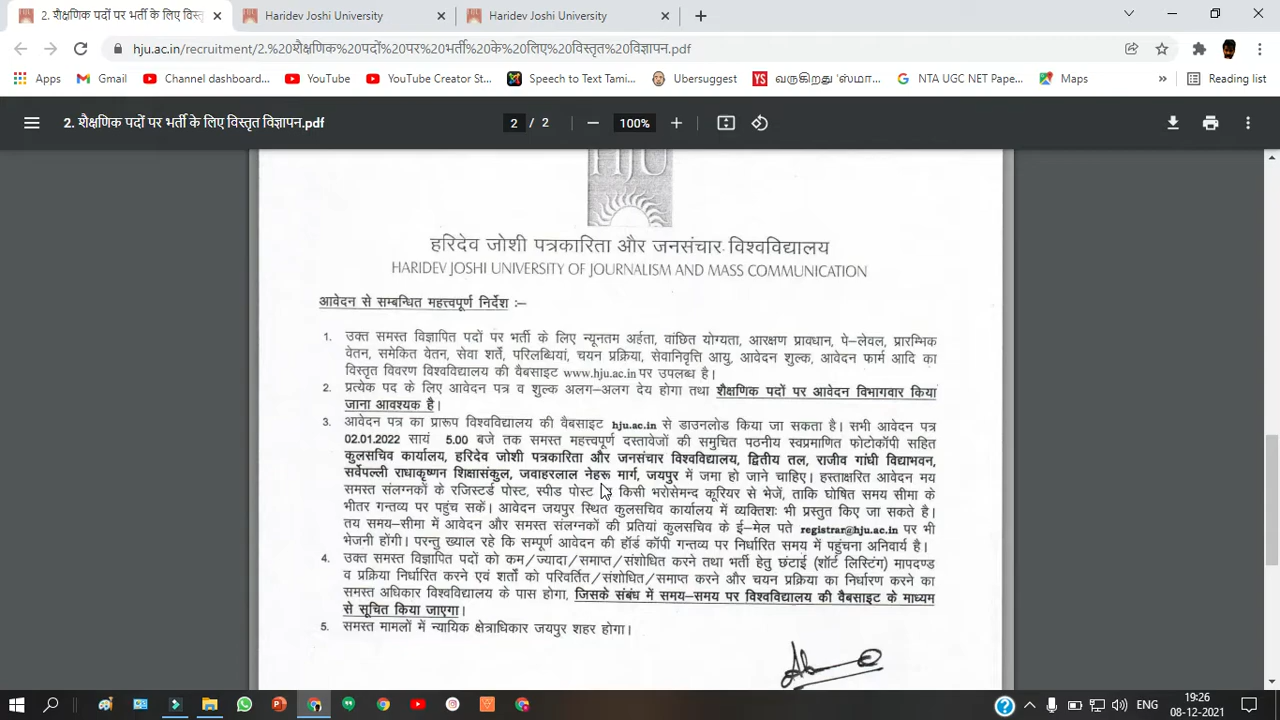 2. शैक्षणिक पदों पर भर्ती के लिए विस्त
Haridev Joshi University
Haridev Joshi University
hju.ac.in/recruitment/2.%20शैक्षणिक%20पदों%20पर%20भर्ती%20के%20लिए%20विस्तृत%20विज्ञापन.pdf
Apps
Gmail
Channel dashboard...
YouTube
YouTube Creator St...
Speech to Text Tami...
Ubersuggest
வருகிறது 'ஸ்மா...
NTA UGC NET Pape...
Maps
»
Reading list
2. शैक्षणिक पदों पर भर्ती के लिए विस्तृत विज्ञापन.pdf
2 / 2
100%
HJU
हरिदेव जोशी पत्रकारिता और जनसंचार विश्वविद्यालय
HARIDEV JOSHI UNIVERSITY OF JOURNALISM AND MASS COMMUNICATION
आवेदन से सम्बन्धित महत्त्वपूर्ण निर्देश :–
1. उक्त समस्त विज्ञापित पदों पर भर्ती के लिए न्यूनतम अर्हता, वांछित योग्यता, आरक्षण प्रावधान, पे–लेवल, प्रारम्भिक
वेतन, समेकित वेतन, सेवा शर्ते, परिलब्धियां, चयन प्रक्रिया, सेवानिवृत्ति आयु, आवेदन शुल्क, आवेदन फार्म आदि का
विस्तृत विवरण विश्वविद्यालय की वैबसाइट www.hju.ac.in पर उपलब्ध है।
2. प्रत्येक पद के लिए आवेदन पत्र व शुल्क अलग–अलग देय होगा तथा शैक्षणिक पदों पर आवेदन विभागवार किया
जाना आवश्यक है।
3. आवेदन पत्र का प्रारूप विश्वविद्यालय की वैबसाइट hju.ac.in से डाउनलोड किया जा सकता है। सभी आवेदन पत्र
02.01.2022 सायं 5.00 बजे तक समस्त महत्त्वपूर्ण दस्तावेजों की समुचित पठनीय स्वप्रमाणित फोटोकॉपी सहित
कुलसचिव कार्यालय, हरिदेव जोशी पत्रकारिता और जनसंचार विश्वविद्यालय, द्वितीय तल, राजीव गांधी विद्याभवन,
सर्वेपल्ली राधाकृष्णन शिक्षासंकुल, जवाहरलाल नेहरू मार्ग, जयपुर में जमा हो जाने चाहिए। हस्ताक्षरित आवेदन मय
समस्त संलग्नकों के रजिस्टर्ड पोस्ट, स्पीड पोस्ट किसी भरोसेमन्द कूरियर से भेजें, ताकि घोषित समय सीमा के
भीतर गन्तव्य पर पहुंच सकें। आवेदन जयपुर स्थित कुलसचिव कार्यालय में व्यक्तिशः भी प्रस्तुत किए जा सकते है।
तय समय–सीमा में आवेदन और समस्त संलग्नकों की प्रतियां कुलसचिव के ई–मेल पते registrar@hju.ac.in पर भी
भेजनी होंगी। परन्तु ख्याल रहे कि सम्पूर्ण आवेदन की हॉर्ड कॉपी गन्तव्य पर निर्धारित समय में पहुंचना अनिवार्य है।
4. उक्त समस्त विज्ञापित पदों को कम/ज्यादा/समाप्त/संशोधित करने तथा भर्ती हेतु छंटाई (शॉर्ट लिस्टिंग) मापदण्ड
व प्रक्रिया निर्धारित करने एवं शर्तों को परिवर्तित/संशोधित/समाप्त करने और चयन प्रक्रिया का निर्धारण करने का
समस्त अधिकार विश्वविद्यालय के पास होगा, जिसके संबंध में समय–समय पर विश्वविद्यालय की वैबसाइट के माध्यम
से सूचित किया जाएगा।
5. समस्त मामलों में न्यायिक क्षेत्राधिकार जयपुर शहर होगा।
ENG
19:26
08-12-2021